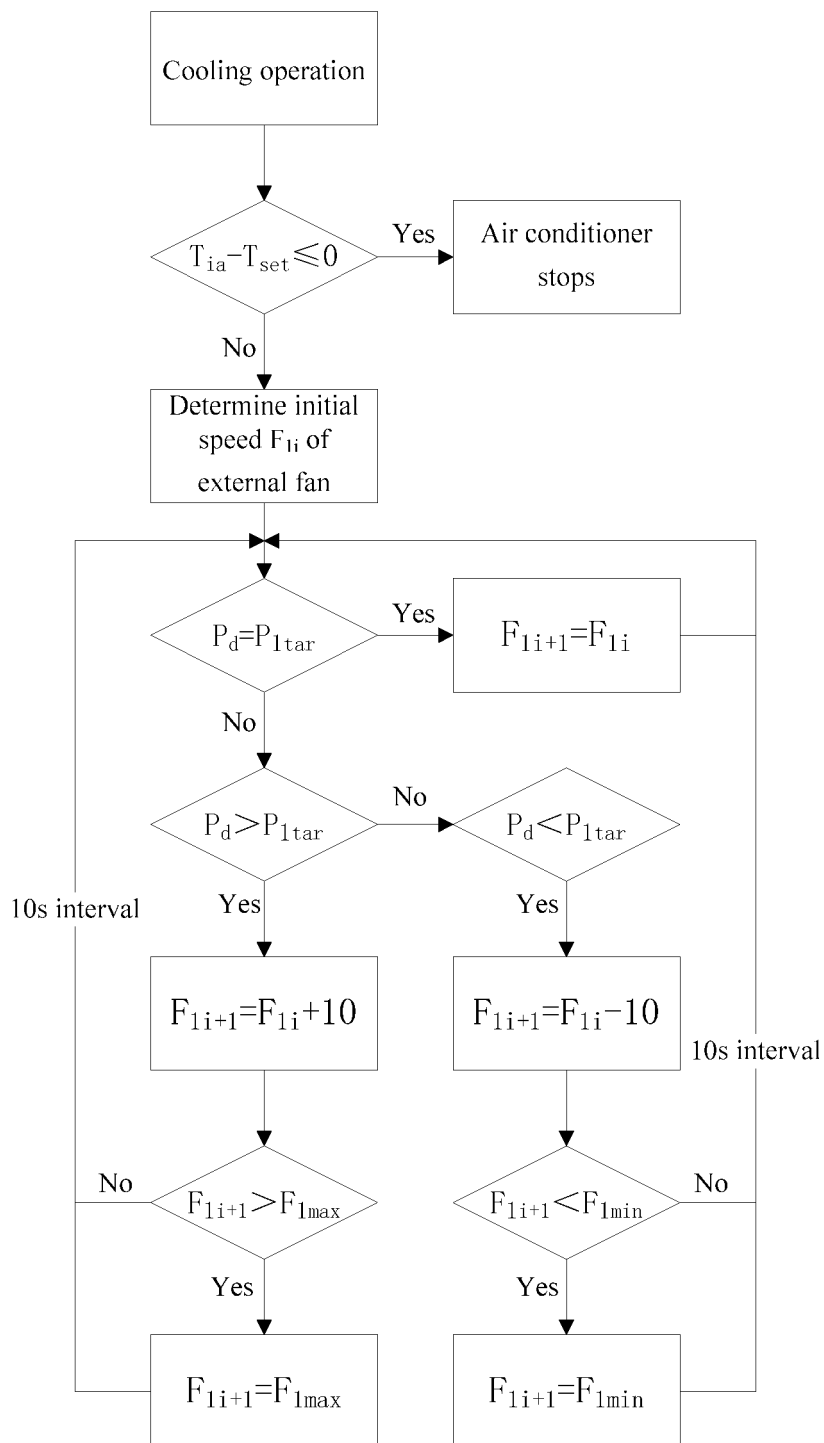 Cooling operation
Tia-Tset≤0
Yes
Air conditioner
stops
No
Determine initial
speed F1i of
external fan
Pd=P1tar
Yes
F1i+1=F1i
No
Pd>P1tar
No
Pd<P1tar
10s interval
Yes
Yes
F1i+1=F1i+10
F1i+1=F1i-10
10s interval
No
F1i+1>F1max
F1i+1<F1min
No
Yes
Yes
F1i+1=F1max
F1i+1=F1min